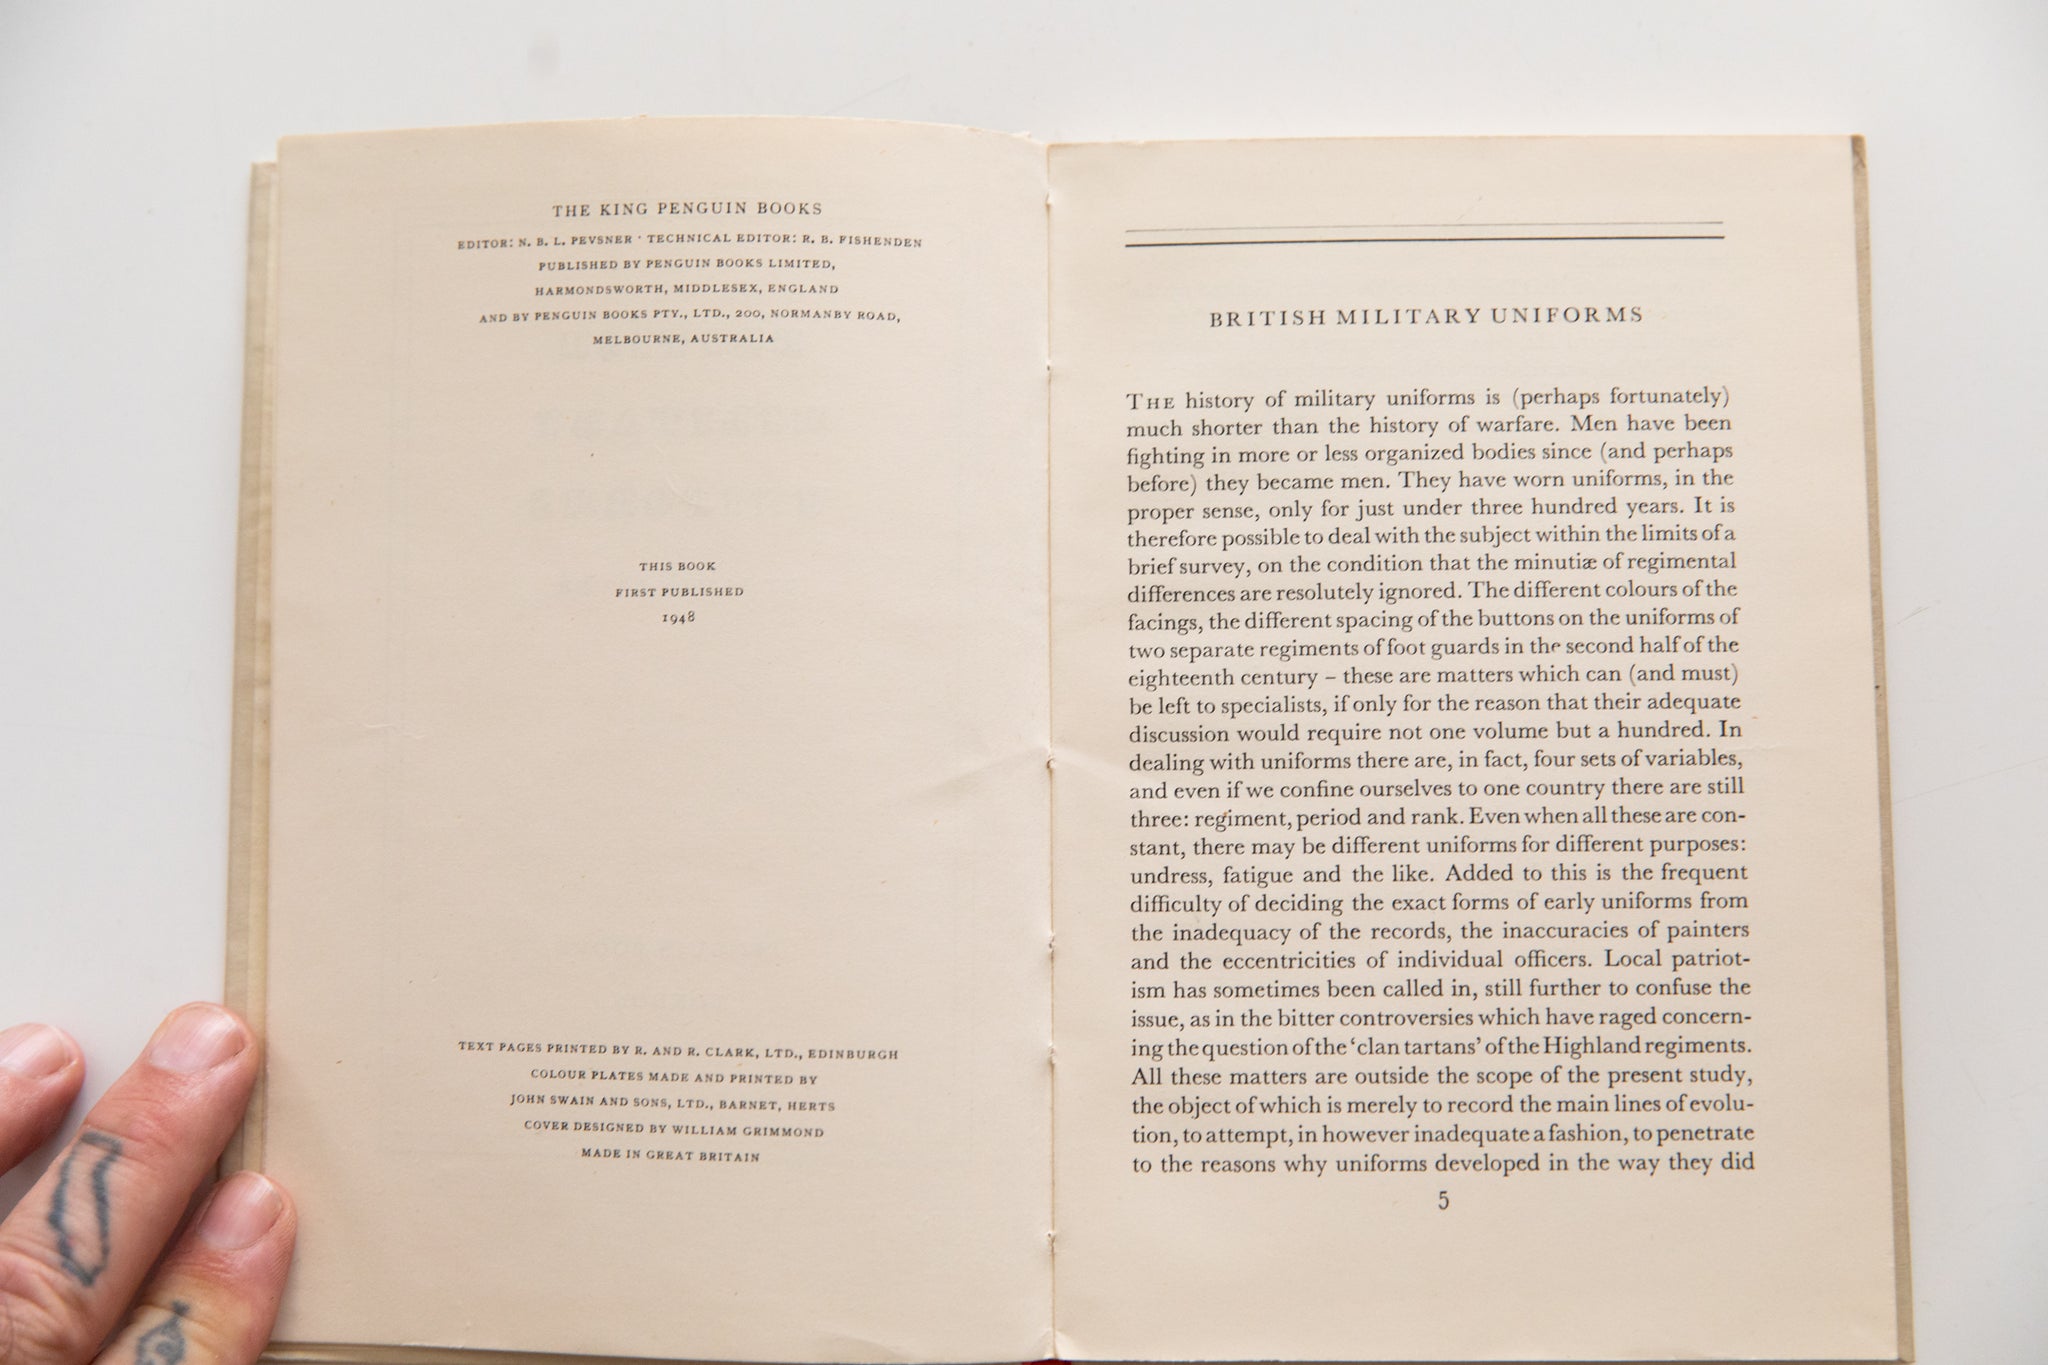 THE KING PENGUIN BOOKS
EDITOR: N. B. L. PEVSNER · TECHNICAL EDITOR: R. B. FISHENDEN
PUBLISHED BY PENGUIN BOOKS LIMITED,
HARMONDSWORTH, MIDDLESEX, ENGLAND
AND BY PENGUIN BOOKS PTY., LTD., 200, NORMANBY ROAD,
MELBOURNE, AUSTRALIA
THIS BOOK
FIRST PUBLISHED
1948
TEXT PAGES PRINTED BY R. AND R. CLARK, LTD., EDINBURGH
COLOUR PLATES MADE AND PRINTED BY
JOHN SWAIN AND SONS, LTD., BARNET, HERTS
COVER DESIGNED BY WILLIAM GRIMMOND
MADE IN GREAT BRITAIN
BRITISH MILITARY UNIFORMS
THE history of military uniforms is (perhaps fortunately)
much shorter than the history of warfare. Men have been
fighting in more or less organized bodies since (and perhaps
before) they became men. They have worn uniforms, in the
proper sense, only for just under three hundred years. It is
therefore possible to deal with the subject within the limits of a
brief survey, on the condition that the minutiæ of regimental
differences are resolutely ignored. The different colours of the
facings, the different spacing of the buttons on the uniforms of
two separate regiments of foot guards in the second half of the
eighteenth century – these are matters which can (and must)
be left to specialists, if only for the reason that their adequate
discussion would require not one volume but a hundred. In
dealing with uniforms there are, in fact, four sets of variables,
and even if we confine ourselves to one country there are still
three: regiment, period and rank. Even when all these are con-
stant, there may be different uniforms for different purposes:
undress, fatigue and the like. Added to this is the frequent
difficulty of deciding the exact forms of early uniforms from
the inadequacy of the records, the inaccuracies of painters
and the eccentricities of individual officers. Local patriot-
ism has sometimes been called in, still further to confuse the
issue, as in the bitter controversies which have raged concern-
ing the question of the ‘clan tartans’ of the Highland regiments.
All these matters are outside the scope of the present study,
the object of which is merely to record the main lines of evolu-
tion, to attempt, in however inadequate a fashion, to penetrate
to the reasons why uniforms developed in the way they did
5